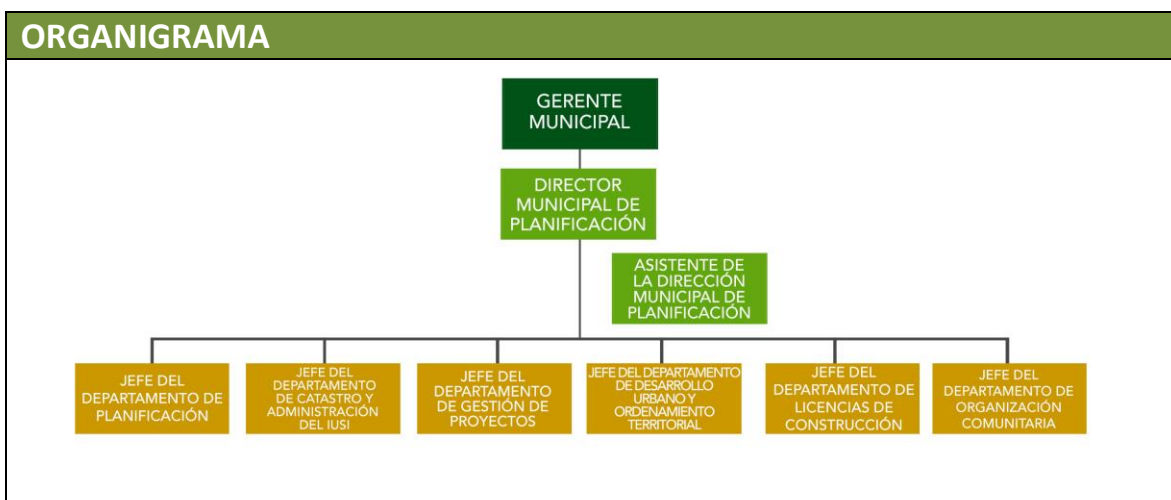 ORGANIGRAMA
GERENTE
MUNICIPAL
DIRECTOR
MUNICIPAL DE
PLANIFICACIÓN
ASISTENTE DE
LA DIRECCIÓN
MUNICIPAL DE
PLANIFICACIÓN
JEFE DEL
DEPARTAMENTO DE
PLANIFICACIÓN
JEFE DEL
DEPARTAMENTO
DE CATASTRO Y
ADMINISTRACIÓN
DEL IUSI
JEFE DEL
DEPARTAMENTO
DE GESTIÓN DE
PROYECTOS
JEFE DEL DEPARTAMENTO
DE DESARROLLO
URBANO Y
ORDENAMIENTO
TERRITORIAL
JEFE DEL
DEPARTAMENTO DE
LICENCIAS DE
CONSTRUCCIÓN
JEFE DEL
DEPARTAMENTO DE
ORGANIZACIÓN
COMUNITARIA